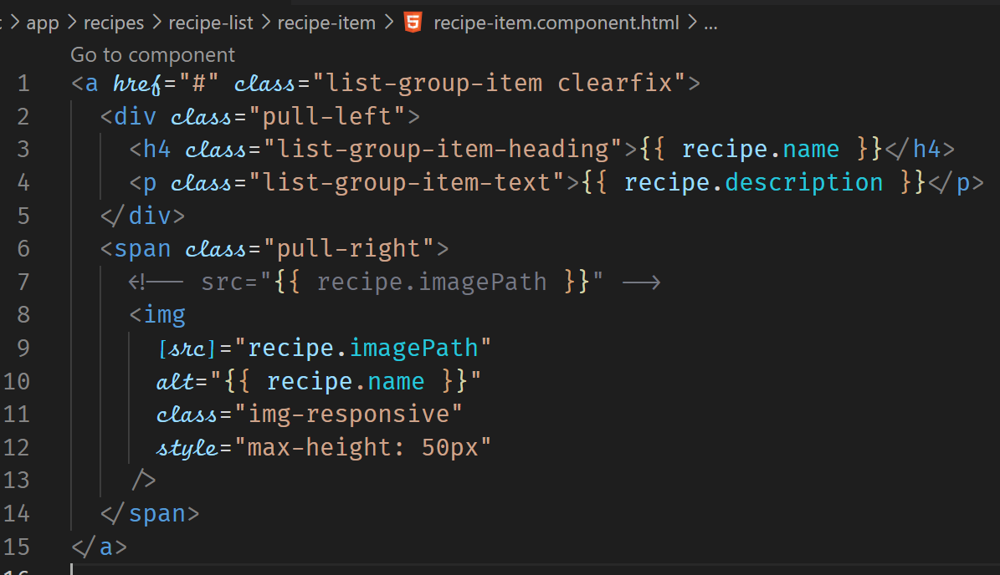 app > recipes > recipe-list > recipe-item > recipe-item.component.html > ...
Go to component
1 <a href="#" class="list-group-item clearfix">
2 <div class="pull-left">
3 <h4 class="list-group-item-heading">{{ recipe.name }}</h4>
4 <p class="list-group-item-text">{{ recipe.description }}</p>
5 </div>
6 <span class="pull-right">
7 <!-- src="{{ recipe.imagePath }}" -->
8 <img
9 [src]="recipe.imagePath"
10 alt="{{ recipe.name }}"
11 class="img-responsive"
12 style="max-height: 50px"
13 />
14 </span>
15 </a>
16